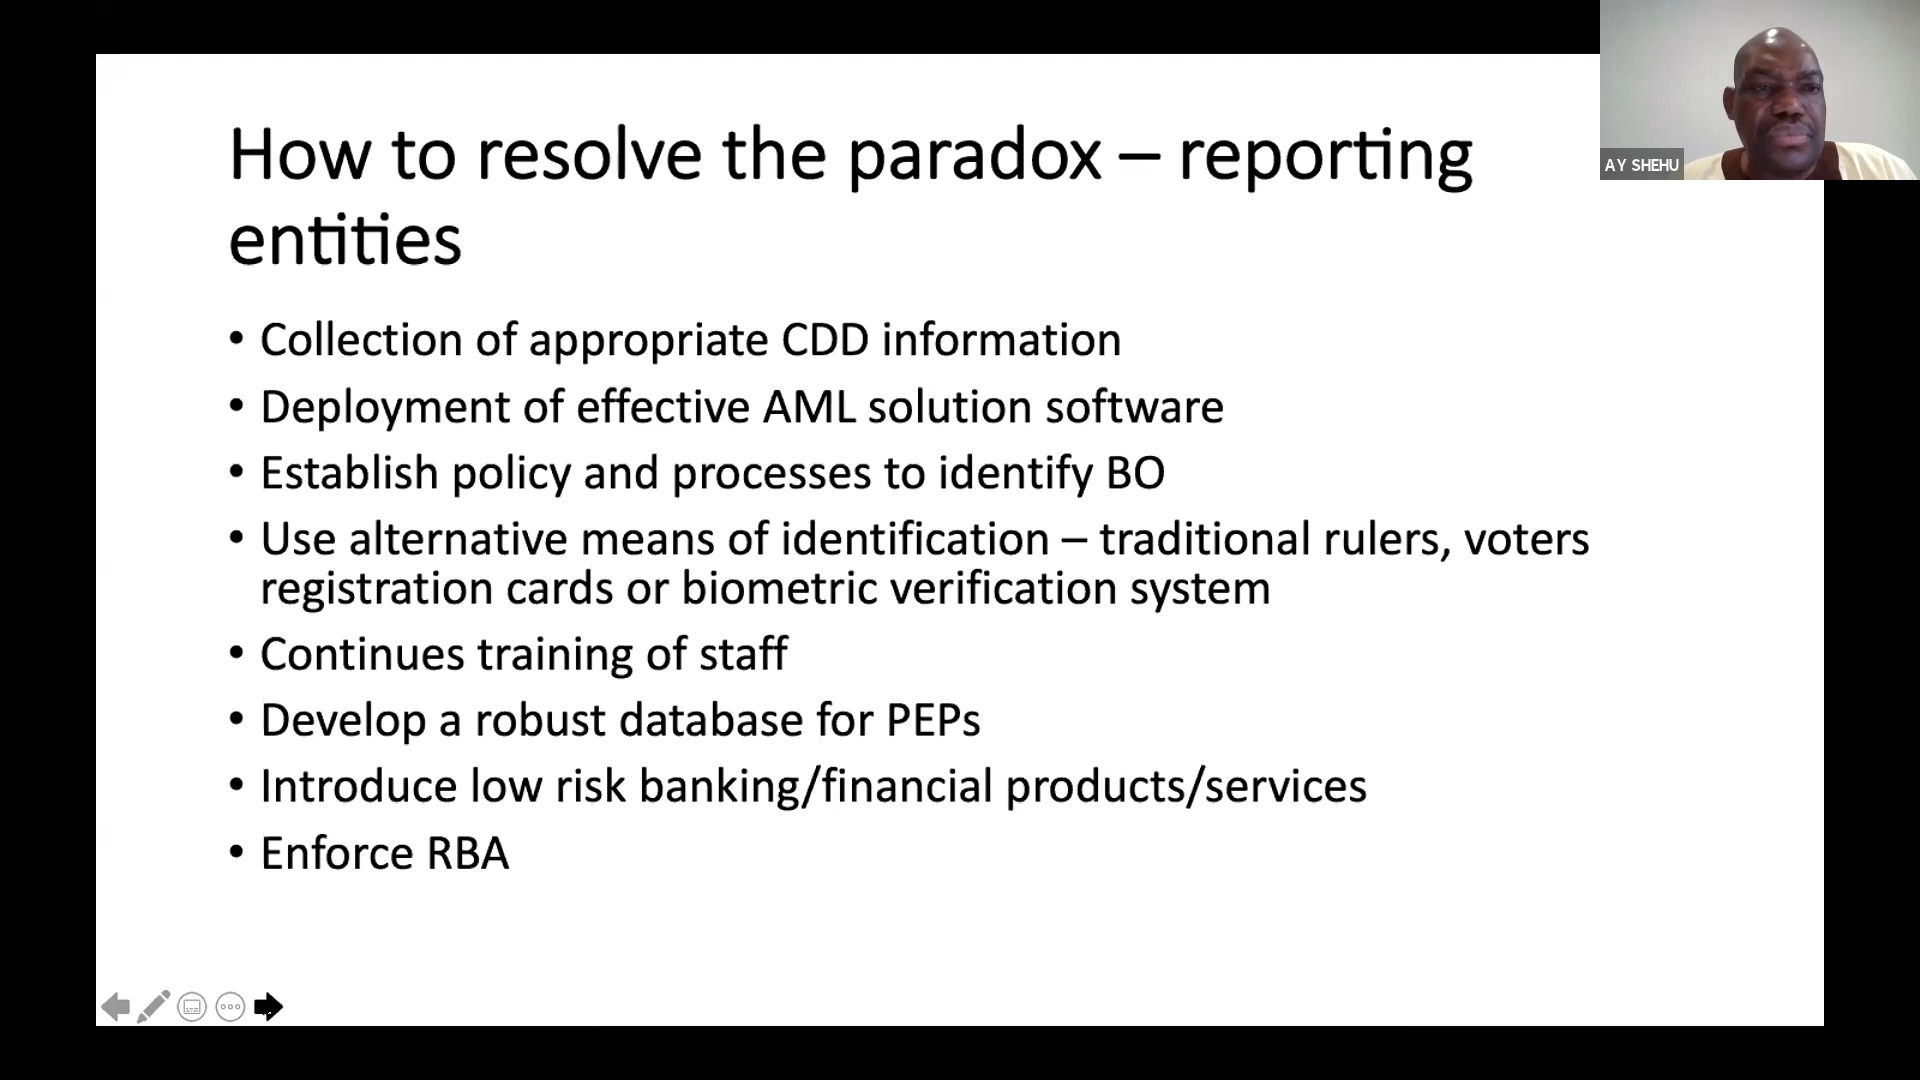 How to resolve the paradox – reporting
entities
• Collection of appropriate CDD information
• Deployment of effective AML solution software
• Establish policy and processes to identify BO
• Use alternative means of identification – traditional rulers, voters
registration cards or biometric verification system
• Continues training of staff
• Develop a robust database for PEPs
• Introduce low risk banking/financial products/services
• Enforce RBA
A Y SHEHU